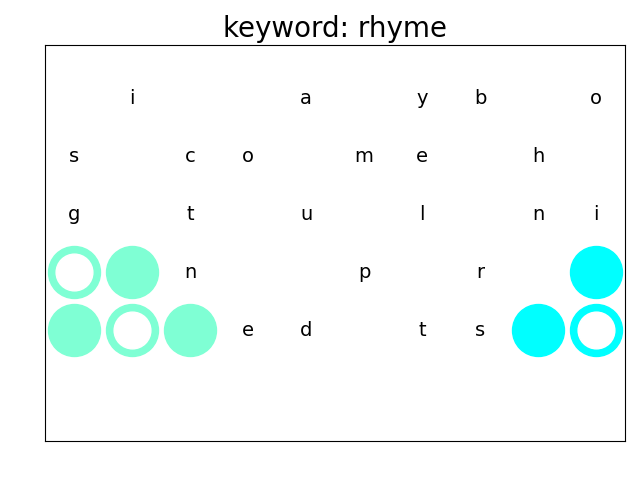 keyword: rhyme
i a y b o
s c o m e h
g t u l n i
n p r
e d t s